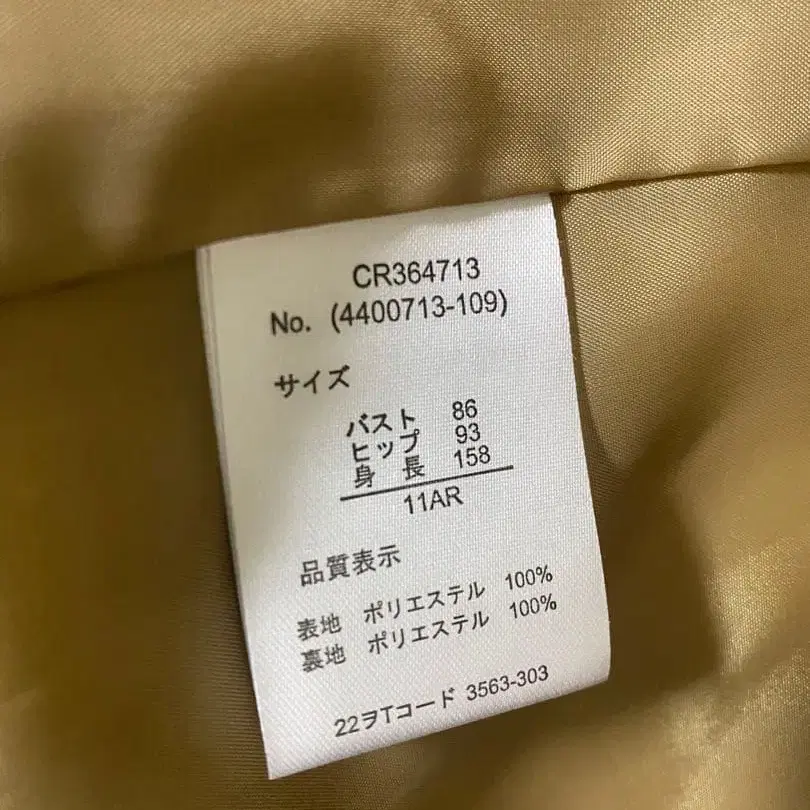 CR364713
No. (4400713-109)
サイズ
バスト 86
ヒップ 93
身 長 158
11AR
品質表示
表地 ポリエステル 100%
裏地 ポリエステル 100%
22ヲTコード 3563-303